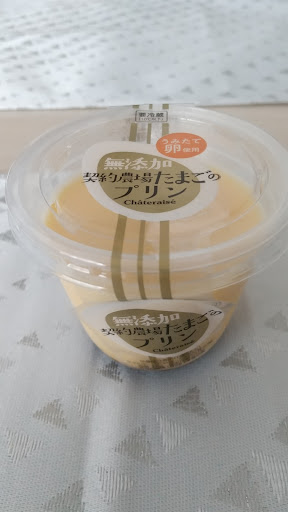 要冷蔵
うみたて
卵使用
無添加
契約農場たまごの
プリン
Châteraisé
無添加
契約農場たまごの
プリン